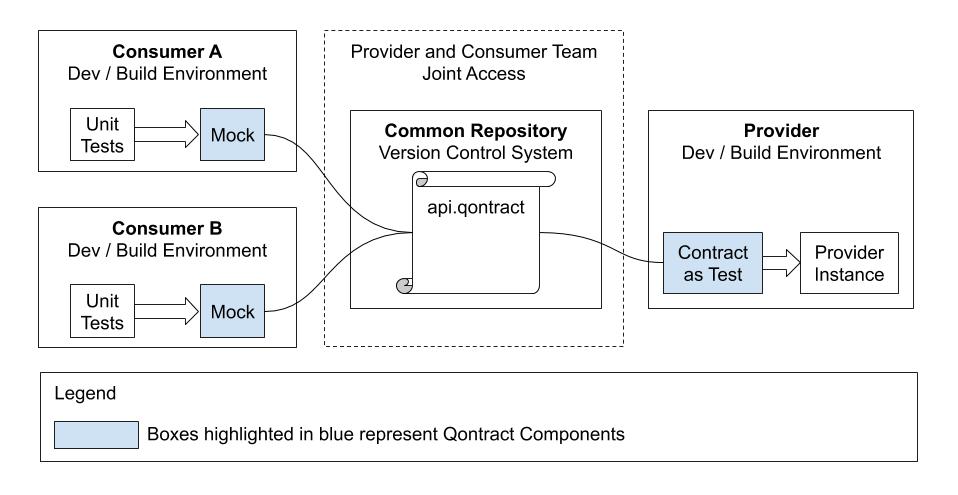 Consumer A
Dev / Build Environment
Unit
Tests
Mock
Consumer B
Dev / Build Environment
Unit
Tests
Mock
Provider and Consumer Team
Joint Access
Common Repository
Version Control System
api.qontract
Provider
Dev / Build Environment
Contract
as Test
Provider
Instance
Legend
Boxes highlighted in blue represent Qontract Components